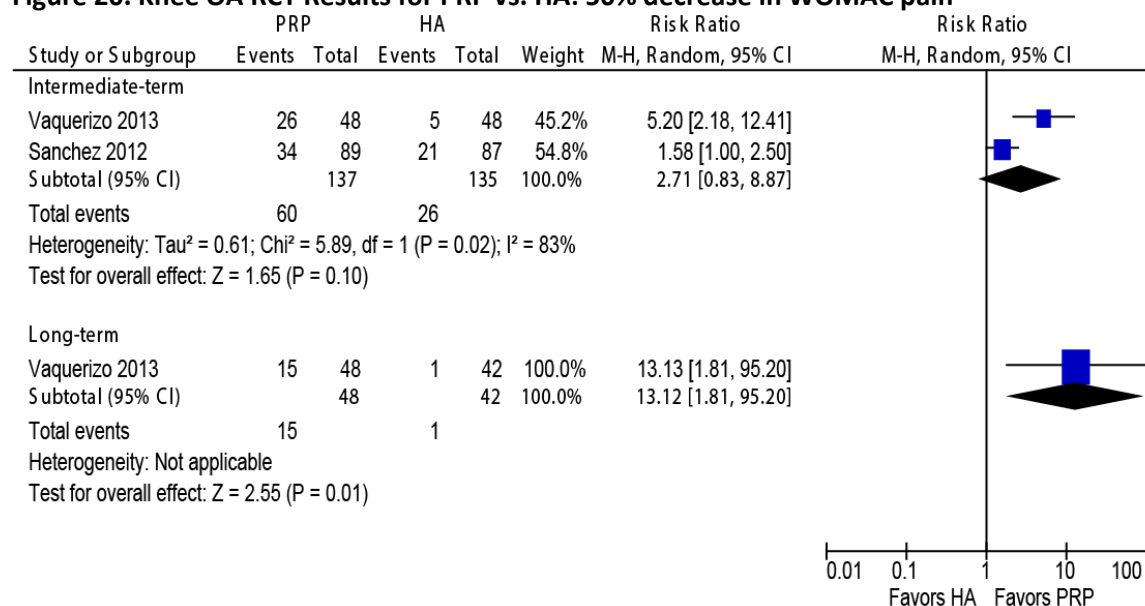 Figure 20: Knee OA RCT Results for PRP vs. HA: 50% decrease in WOMAC pain
PRP HA Risk Ratio Risk Ratio
Study or Subgroup Events Total Events Total Weight M-H, Random, 95% CI M-H, Random, 95% CI
Intermediate-term
Vaquerizo 2013 26 48 5 48 45.2% 5.20 [2.18, 12.41]
Sanchez 2012 34 89 21 87 54.8% 1.58 [1.00, 2.50]
Subtotal (95% CI) 137 135 100.0% 2.71 [0.83, 8.87]
Total events 60 26
Heterogeneity: Tau² = 0.61; Chi² = 5.89, df = 1 (P = 0.02); I² = 83%
Test for overall effect: Z = 1.65 (P = 0.10)
Long-term
Vaquerizo 2013 15 48 1 42 100.0% 13.13 [1.81, 95.20]
Subtotal (95% CI) 48 42 100.0% 13.12 [1.81, 95.20]
Total events 15 1
Heterogeneity: Not applicable
Test for overall effect: Z = 2.55 (P = 0.01)
0.01 0.1 1 10 100
Favors HA Favors PRP